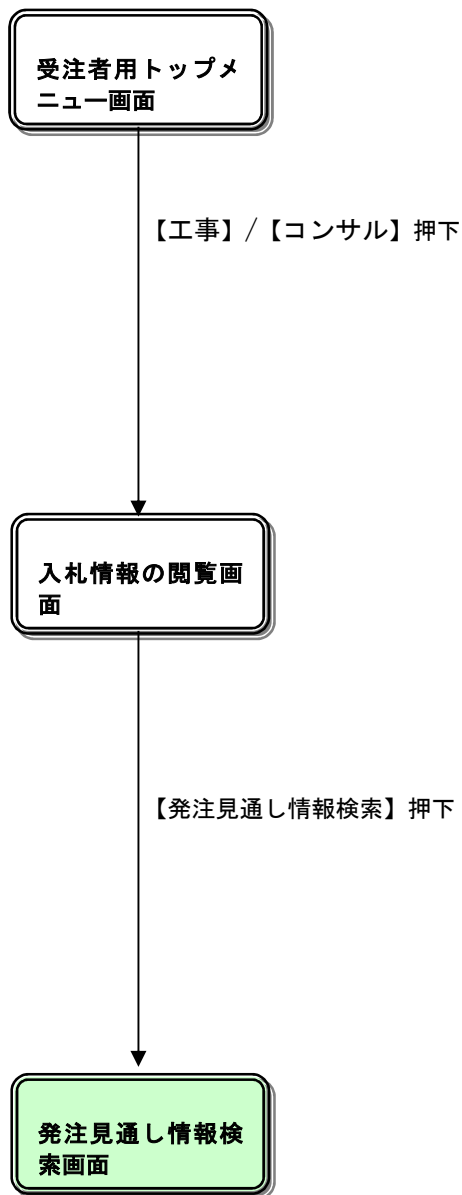 受注者用トップメ
ニュー画面
【工事】/【コンサル】押下
入札情報の閲覧画
面
【発注見通し情報検索】押下
発注見通し情報検
索画面